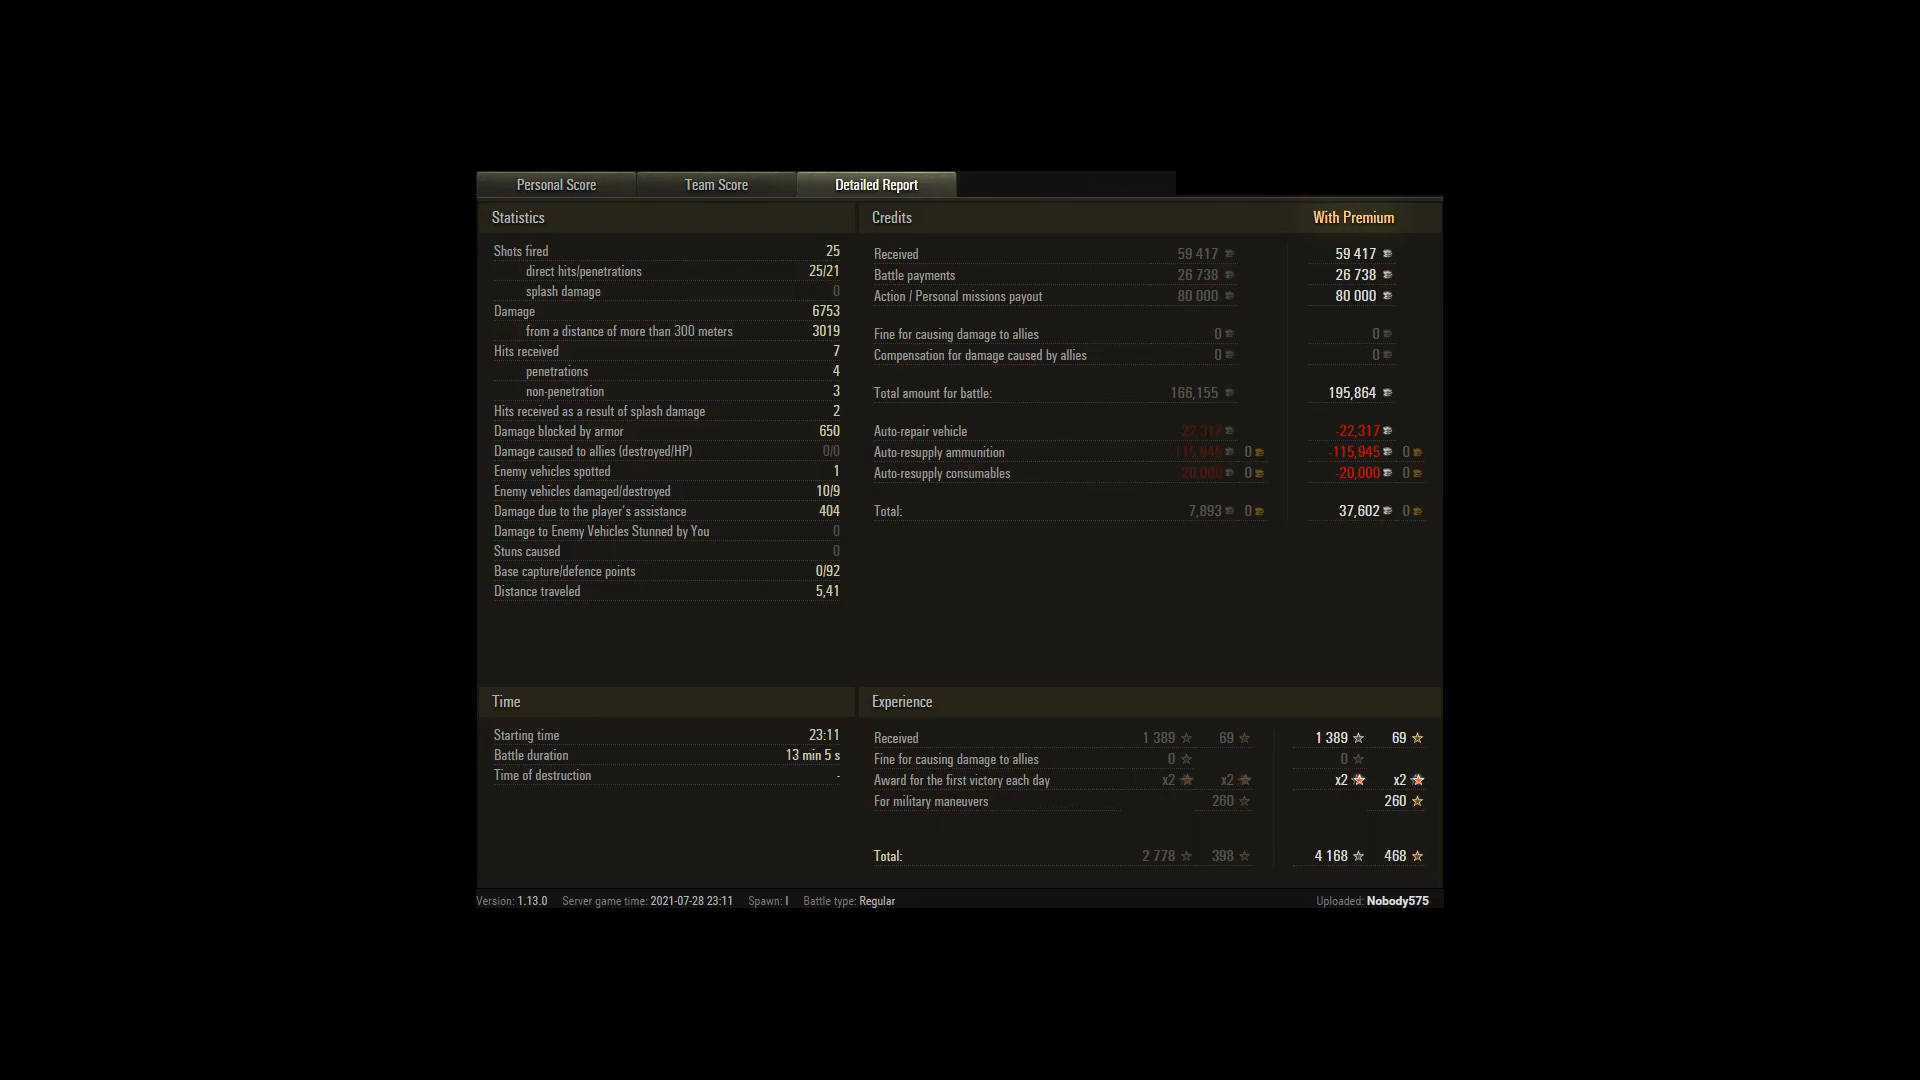 Personal Score Team Score Detailed Report
Statistics
Shots fired 25
direct hits/penetrations 25/21
splash damage 0
Damage 6753
from a distance of more than 300 meters 3019
Hits received 7
penetrations 4
non-penetration 3
Hits received as a result of splash damage 2
Damage blocked by armor 650
Damage caused to allies (destroyed/HP) 0/0
Enemy vehicles spotted 1
Enemy vehicles damaged/destroyed 10/9
Damage due to the player's assistance 404
Damage to Enemy Vehicles Stunned by You 0
Stuns caused 0
Base capture/defence points 0/92
Distance traveled 5,41
Credits With Premium
Received 59 417 59 417
Battle payments 26 738 26 738
Action / Personal missions payout 80 000 80 000
Fine for causing damage to allies 0 0
Compensation for damage caused by allies 0 0
Total amount for battle: 166,155 195,864
Auto-repair vehicle -22,317 -22,317
Auto-resupply ammunition -115,945 0 -115,945 0
Auto-resupply consumables -20,000 0 -20,000 0
Total: 7,893 0 37,602 0
Time
Starting time 23:11
Battle duration 13 min 5 s
Time of destruction -
Experience
Received 1 389 69 1 389 69
Fine for causing damage to allies 0 0
Award for the first victory each day x2 x2 x2 x2
For military maneuvers 260 260
Total: 2 778 398 4 168 468
Version: 1.13.0 Server game time: 2021-07-28 23:11 Spawn: I Battle type: Regular Uploaded: Nobody575